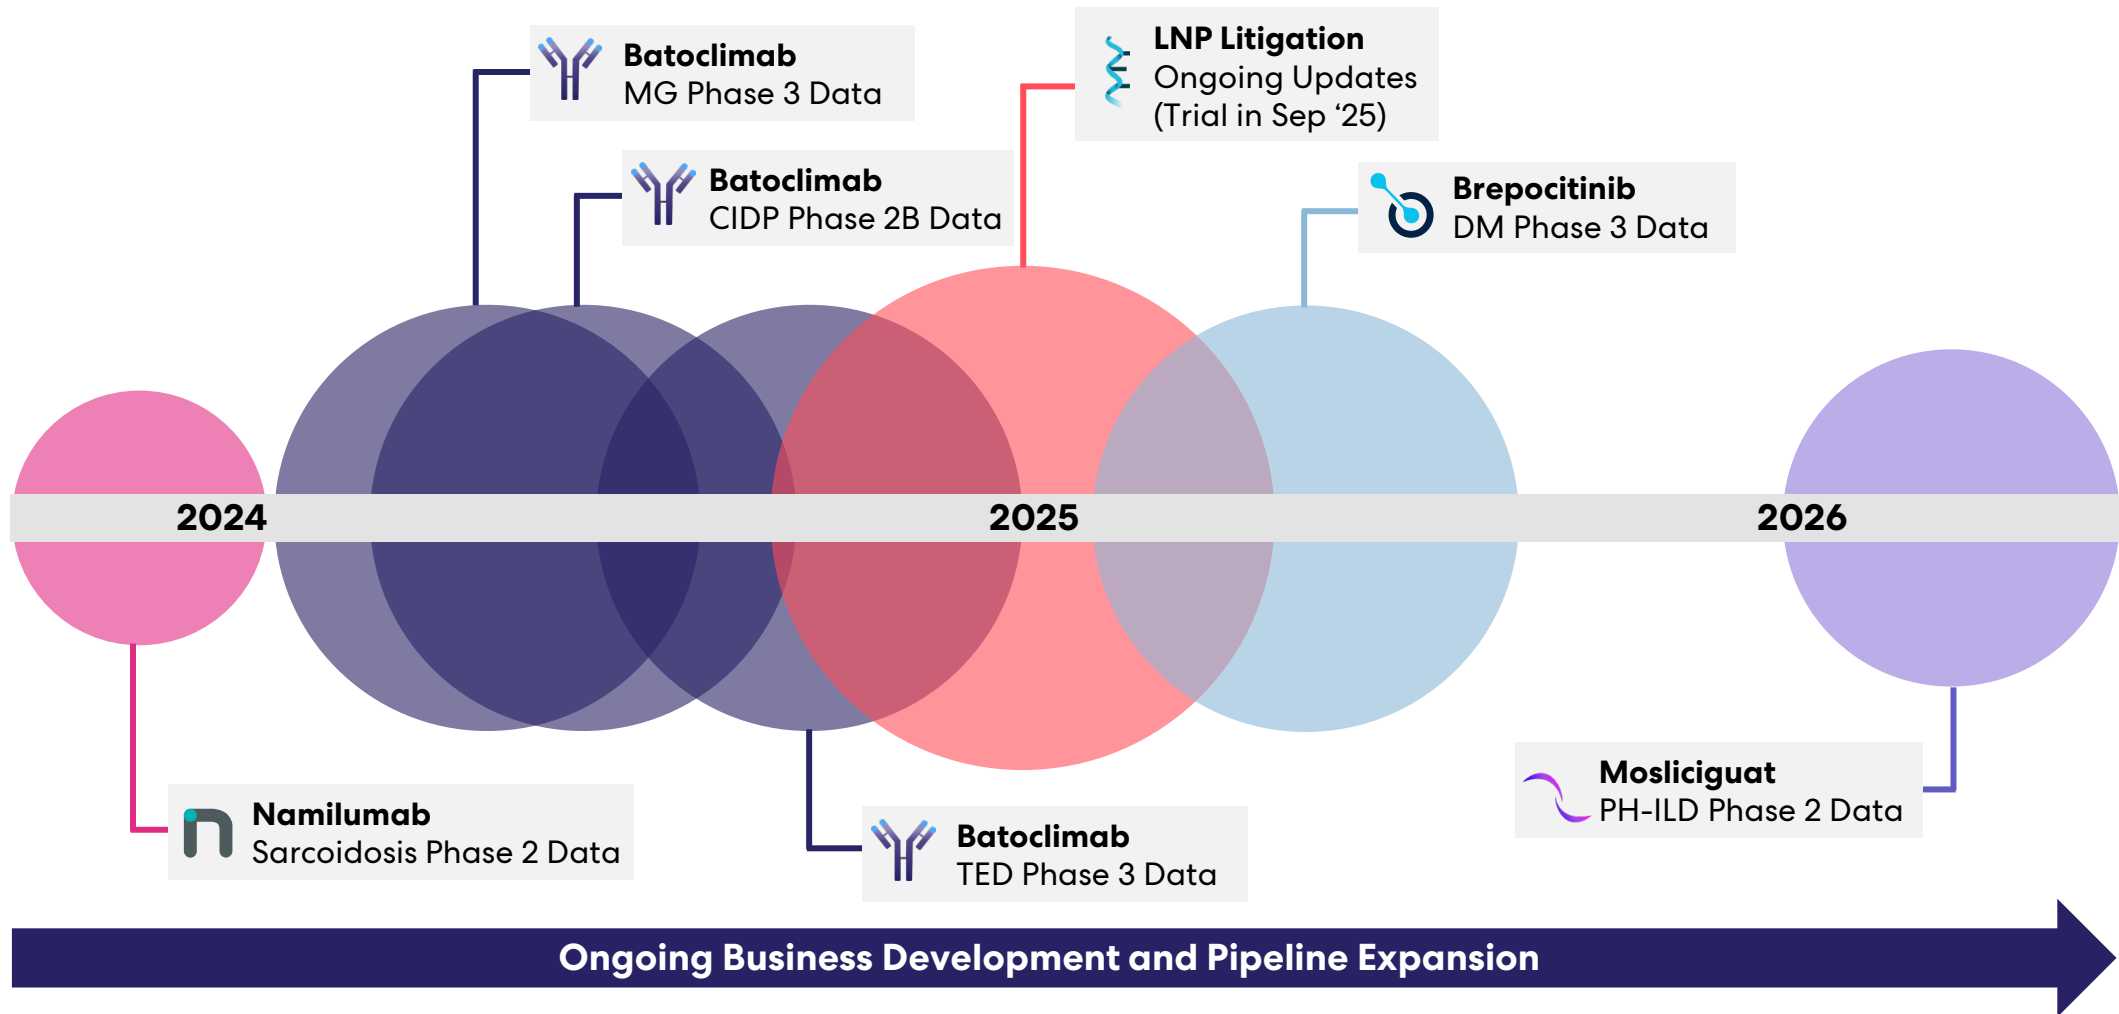 Batoclimab
MG Phase 3 Data
Batoclimab
CIDP Phase 2B Data
LNP Litigation
Ongoing Updates
(Trial in Sep ‘25)
Brepocitinib
DM Phase 3 Data
2024
2025
2026
Namilumab
Sarcoidosis Phase 2 Data
Batoclimab
TED Phase 3 Data
Mosliciguat
PH-ILD Phase 2 Data
Ongoing Business Development and Pipeline Expansion